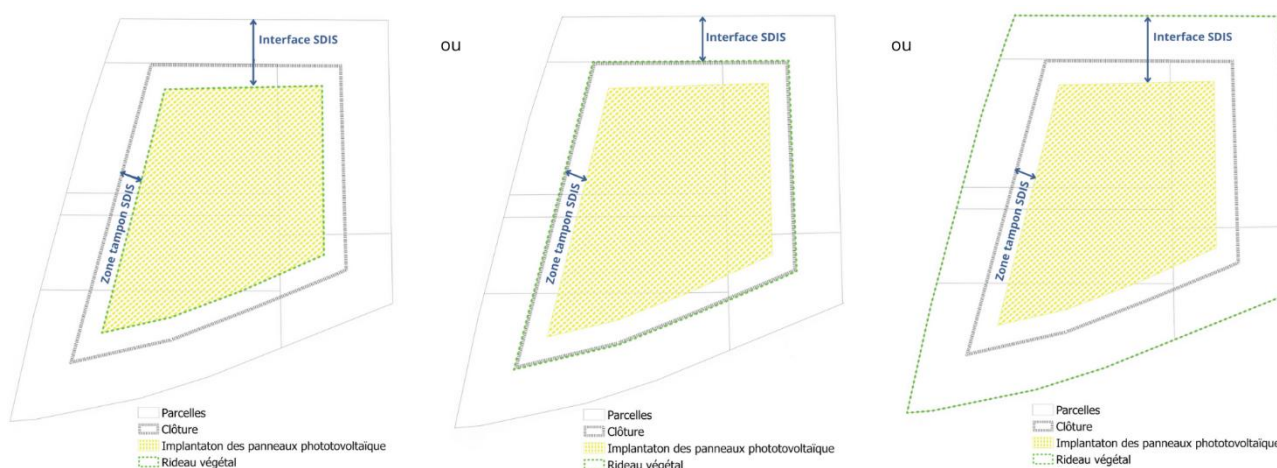 Interface SDIS
Zone tampon SDIS
Parcelles
Clôture
Implantaton des panneaux phototovoltaïque
Rideau végétal
ou
Interface SDIS
Zone tampon SDIS
Parcelles
Clôture
Implantaton des panneaux phototovoltaïque
Rideau végétal
ou
Interface SDIS
Zone tampon SDIS
Parcelles
Clôture
Implantaton des panneaux phototovoltaïque
Rideau végétal